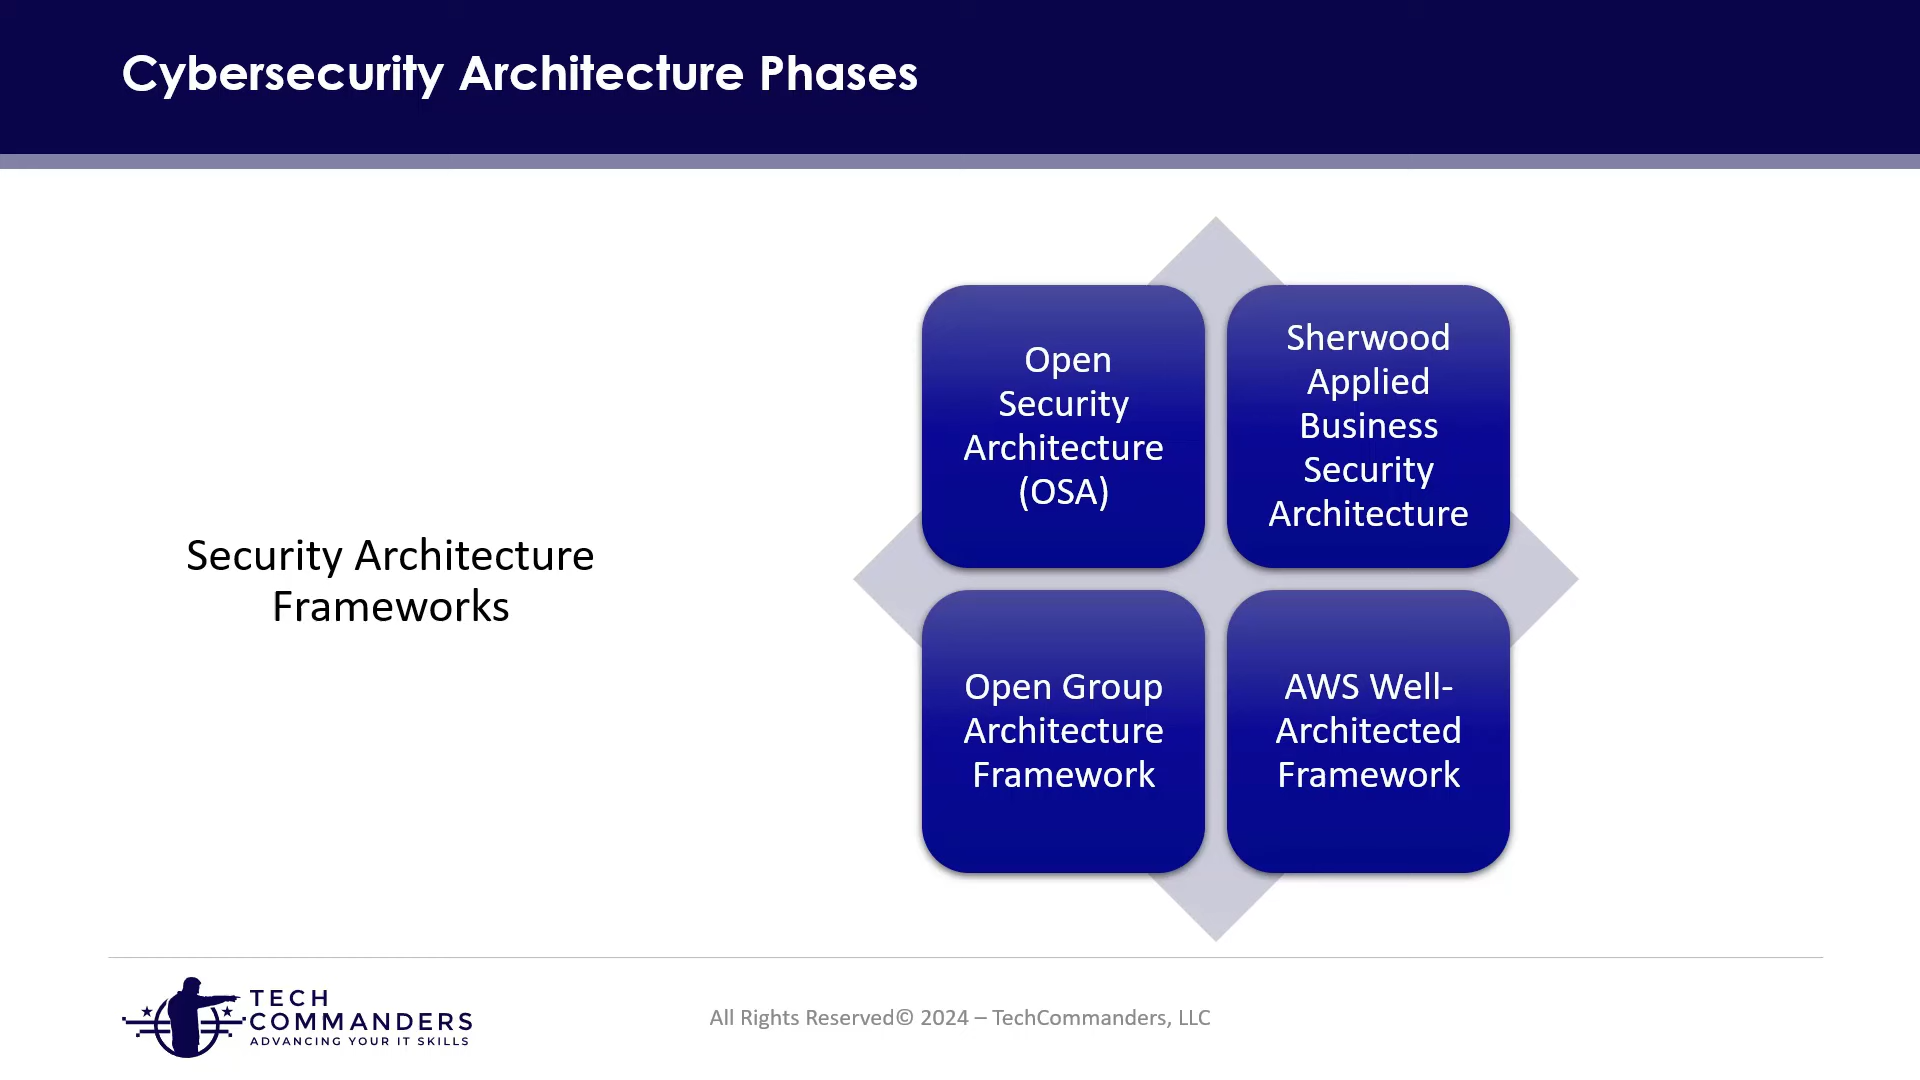 Cybersecurity Architecture Phases
Security Architecture
Frameworks
Open
Security
Architecture
(OSA)
Sherwood
Applied
Business
Security
Architecture
Open Group
Architecture
Framework
AWS Well-
Architected
Framework
TECH
COMMANDERS
ADVANCING YOUR IT SKILLS
All Rights Reserved© 2024 – TechCommanders, LLC